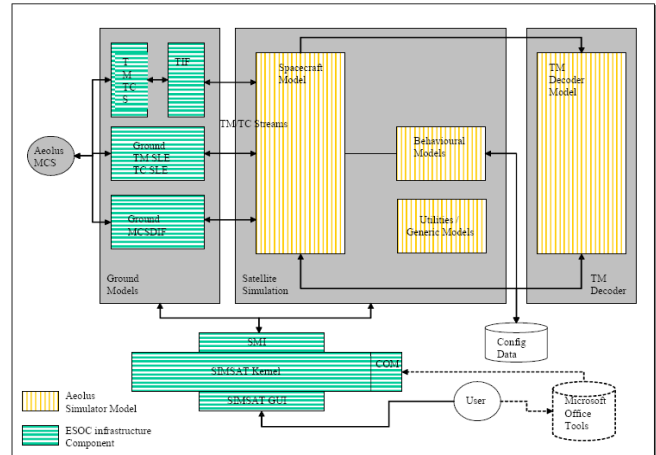 T
M
TC
S
TIF
Spacecraft
Model
TM
Decoder
Model
TM/TC Streams
Aeolus
MCS
Ground
TM SLE
TC SLE
Behavioural
Models
Ground
MCSDIF
Utilities /
Generic Models
Ground
Models
Satellite
Simulation
TM
Decoder
SMI
Config
Data
SIMSAT Kernel
COM
SIMSAT GUI
Aeolus
Simulator Model
User
Microsoft
Office
Tools
ESOC infrastructure
Component